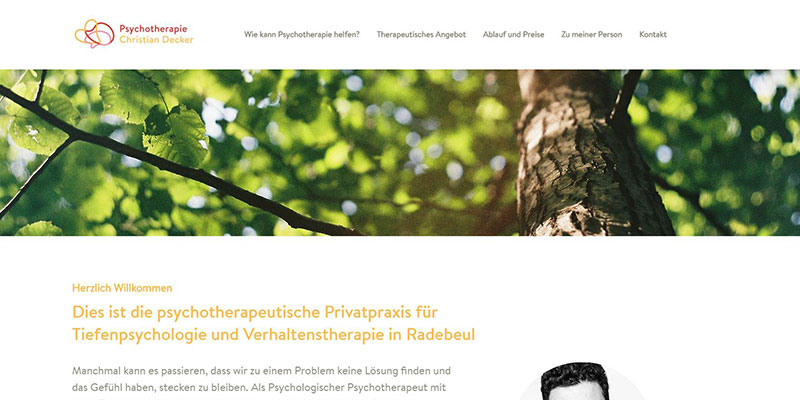 Psychotherapie
Christian Decker
Wie kann Psychotherapie helfen? Therapeutisches Angebot Ablauf und Preise Zu meiner Person Kontakt
Herzlich Willkommen
Dies ist die psychotherapeutische Privatpraxis für
Tiefenpsychologie und Verhaltenstherapie in Radebeul
Manchmal kann es passieren, dass wir zu einem Problem keine Lösung finden und
das Gefühl haben, stecken zu bleiben. Als Psychologischer Psychotherapeut mit